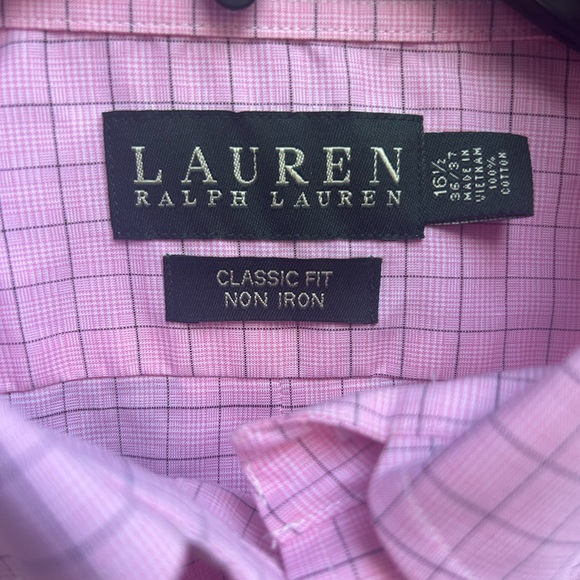 LAUREN
RALPH LAUREN
16½
36/37
MADE IN
VIETNAM
100%
COTTON
CLASSIC FIT
NON IRON